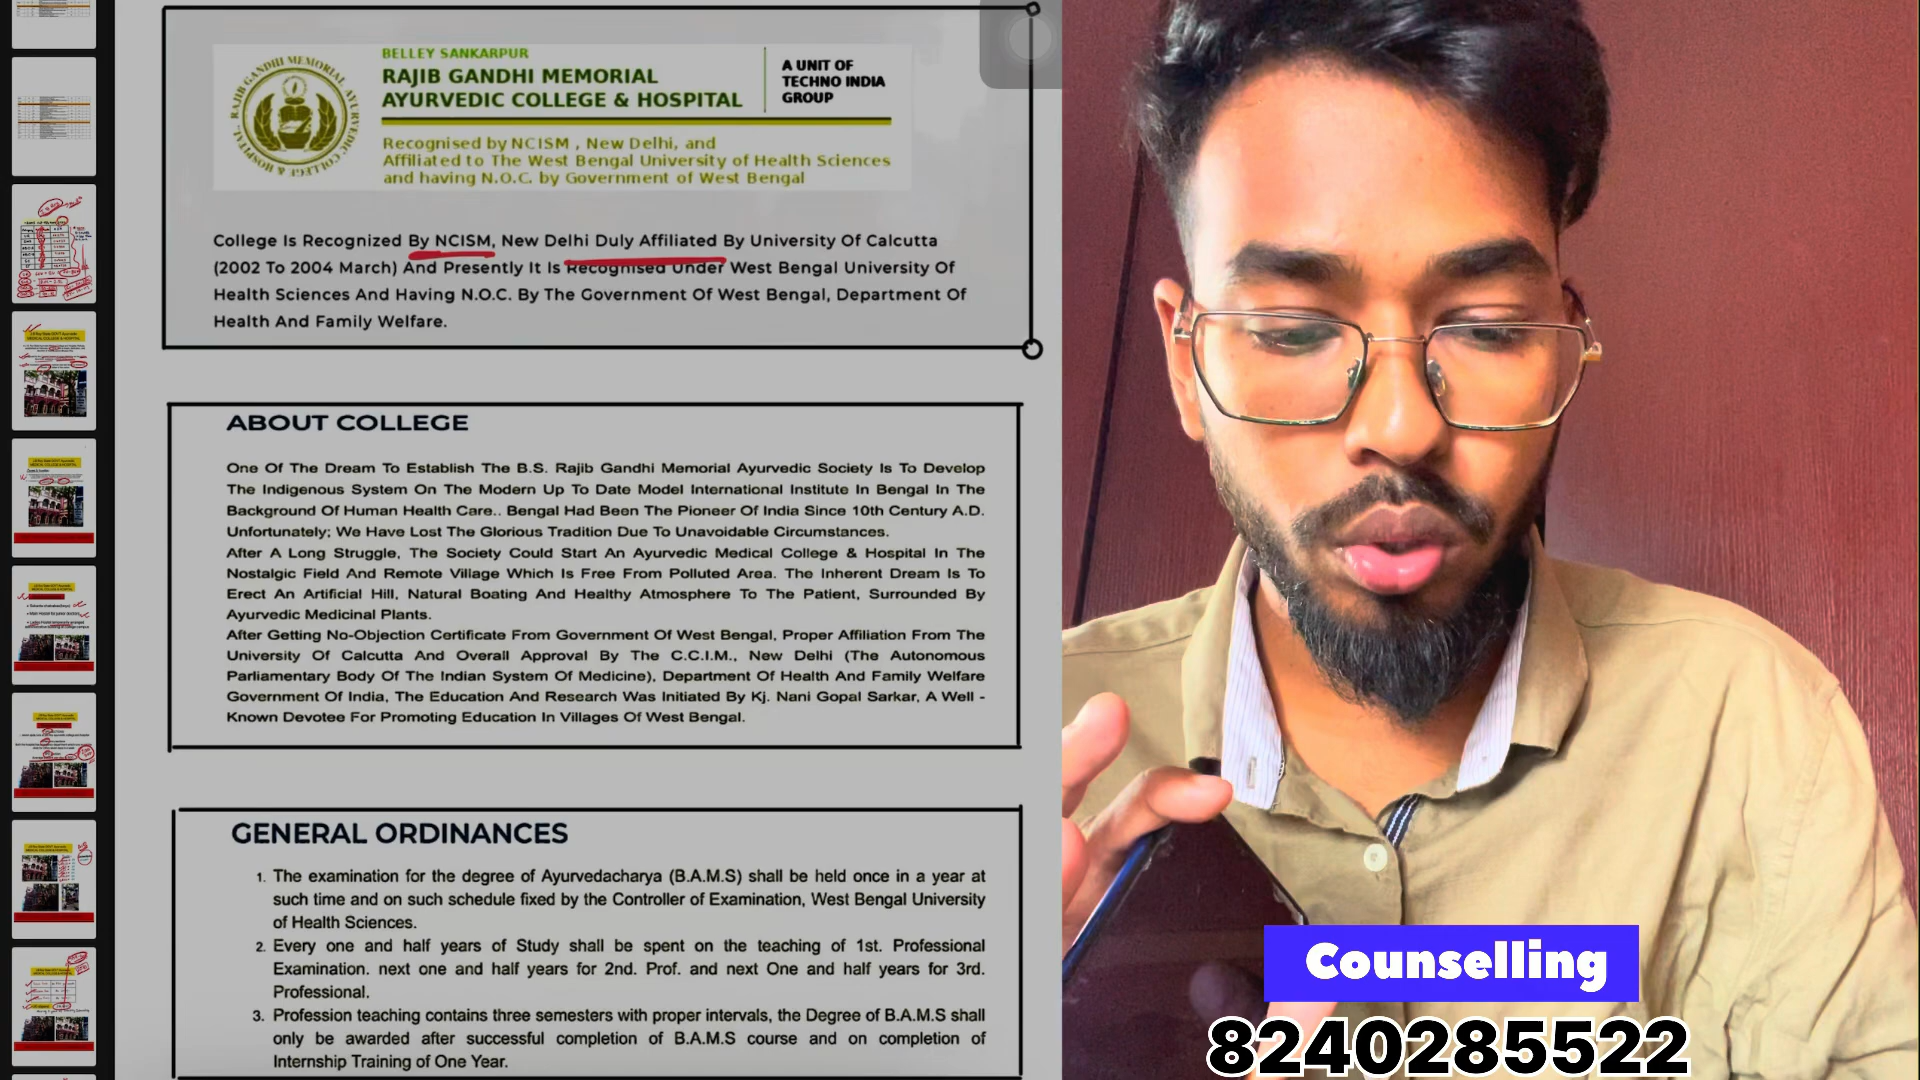 BELLEY SANKARPUR
RAJIB GANDHI MEMORIAL
AYURVEDIC COLLEGE & HOSPITAL
A UNIT OF
TECHNO INDIA
GROUP
Recognised by NCISM , New Delhi, and
Affiliated to The West Bengal University of Health Sciences
and having N.O.C. by Government of West Bengal
College Is Recognized By NCISM, New Delhi Duly Affiliated By University Of Calcutta
(2002 To 2004 March) And Presently It Is Recognised Under West Bengal University Of
Health Sciences And Having N.O.C. By The Government Of West Bengal, Department Of
Health And Family Welfare.
ABOUT COLLEGE
One Of The Dream To Establish The B.S. Rajib Gandhi Memorial Ayurvedic Society Is To Develop
The Indigenous System On The Modern Up To Date Model International Institute In Bengal In The
Background Of Human Health Care.. Bengal Had Been The Pioneer Of India Since 10th Century A.D.
Unfortunately; We Have Lost The Glorious Tradition Due To Unavoidable Circumstances.
After A Long Struggle, The Society Could Start An Ayurvedic Medical College & Hospital In The
Nostalgic Field And Remote Village Which Is Free From Polluted Area. The Inherent Dream Is To
Erect An Artificial Hill, Natural Boating And Healthy Atmosphere To The Patient, Surrounded By
Ayurvedic Medicinal Plants.
After Getting No-Objection Certificate From Government Of West Bengal, Proper Affiliation From The
University Of Calcutta And Overall Approval By The C.C.I.M., New Delhi (The Autonomous
Parliamentary Body Of The Indian System Of Medicine), Department Of Health And Family Welfare
Government Of India, The Education And Research Was Initiated By Kj. Nani Gopal Sarkar, A Well -
Known Devotee For Promoting Education In Villages Of West Bengal.
GENERAL ORDINANCES
1. The examination for the degree of Ayurvedacharya (B.A.M.S) shall be held once in a year at
such time and on such schedule fixed by the Controller of Examination, West Bengal University
of Health Sciences.
2. Every one and half years of Study shall be spent on the teaching of 1st. Professional
Examination. next one and half years for 2nd. Prof. and next One and half years for 3rd.
Professional.
3. Profession teaching contains three semesters with proper intervals, the Degree of B.A.M.S shall
only be awarded after successful completion of B.A.M.S course and on completion of
Internship Training of One Year.
Counselling
8240285522